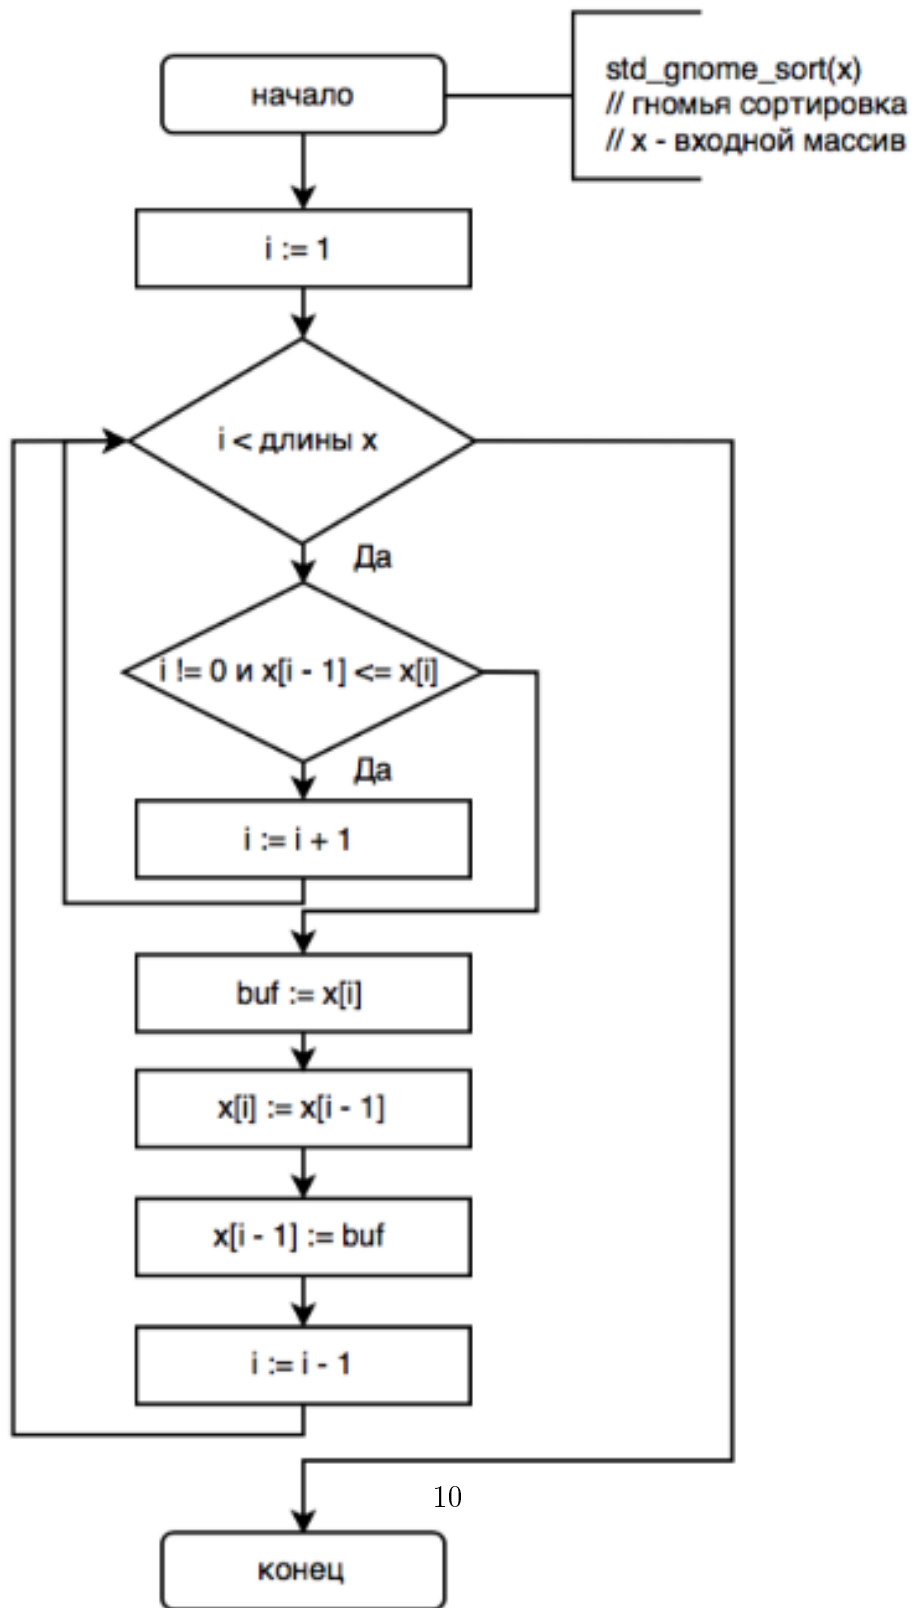 начало
std_gnome_sort(x)
// гномья сортировка
// x - входной массив
i := 1
i < длины x
Да
i != 0 и x[i - 1] <= x[i]
Да
i := i + 1
buf := x[i]
x[i] := x[i - 1]
x[i - 1] := buf
i := i - 1
10
конец